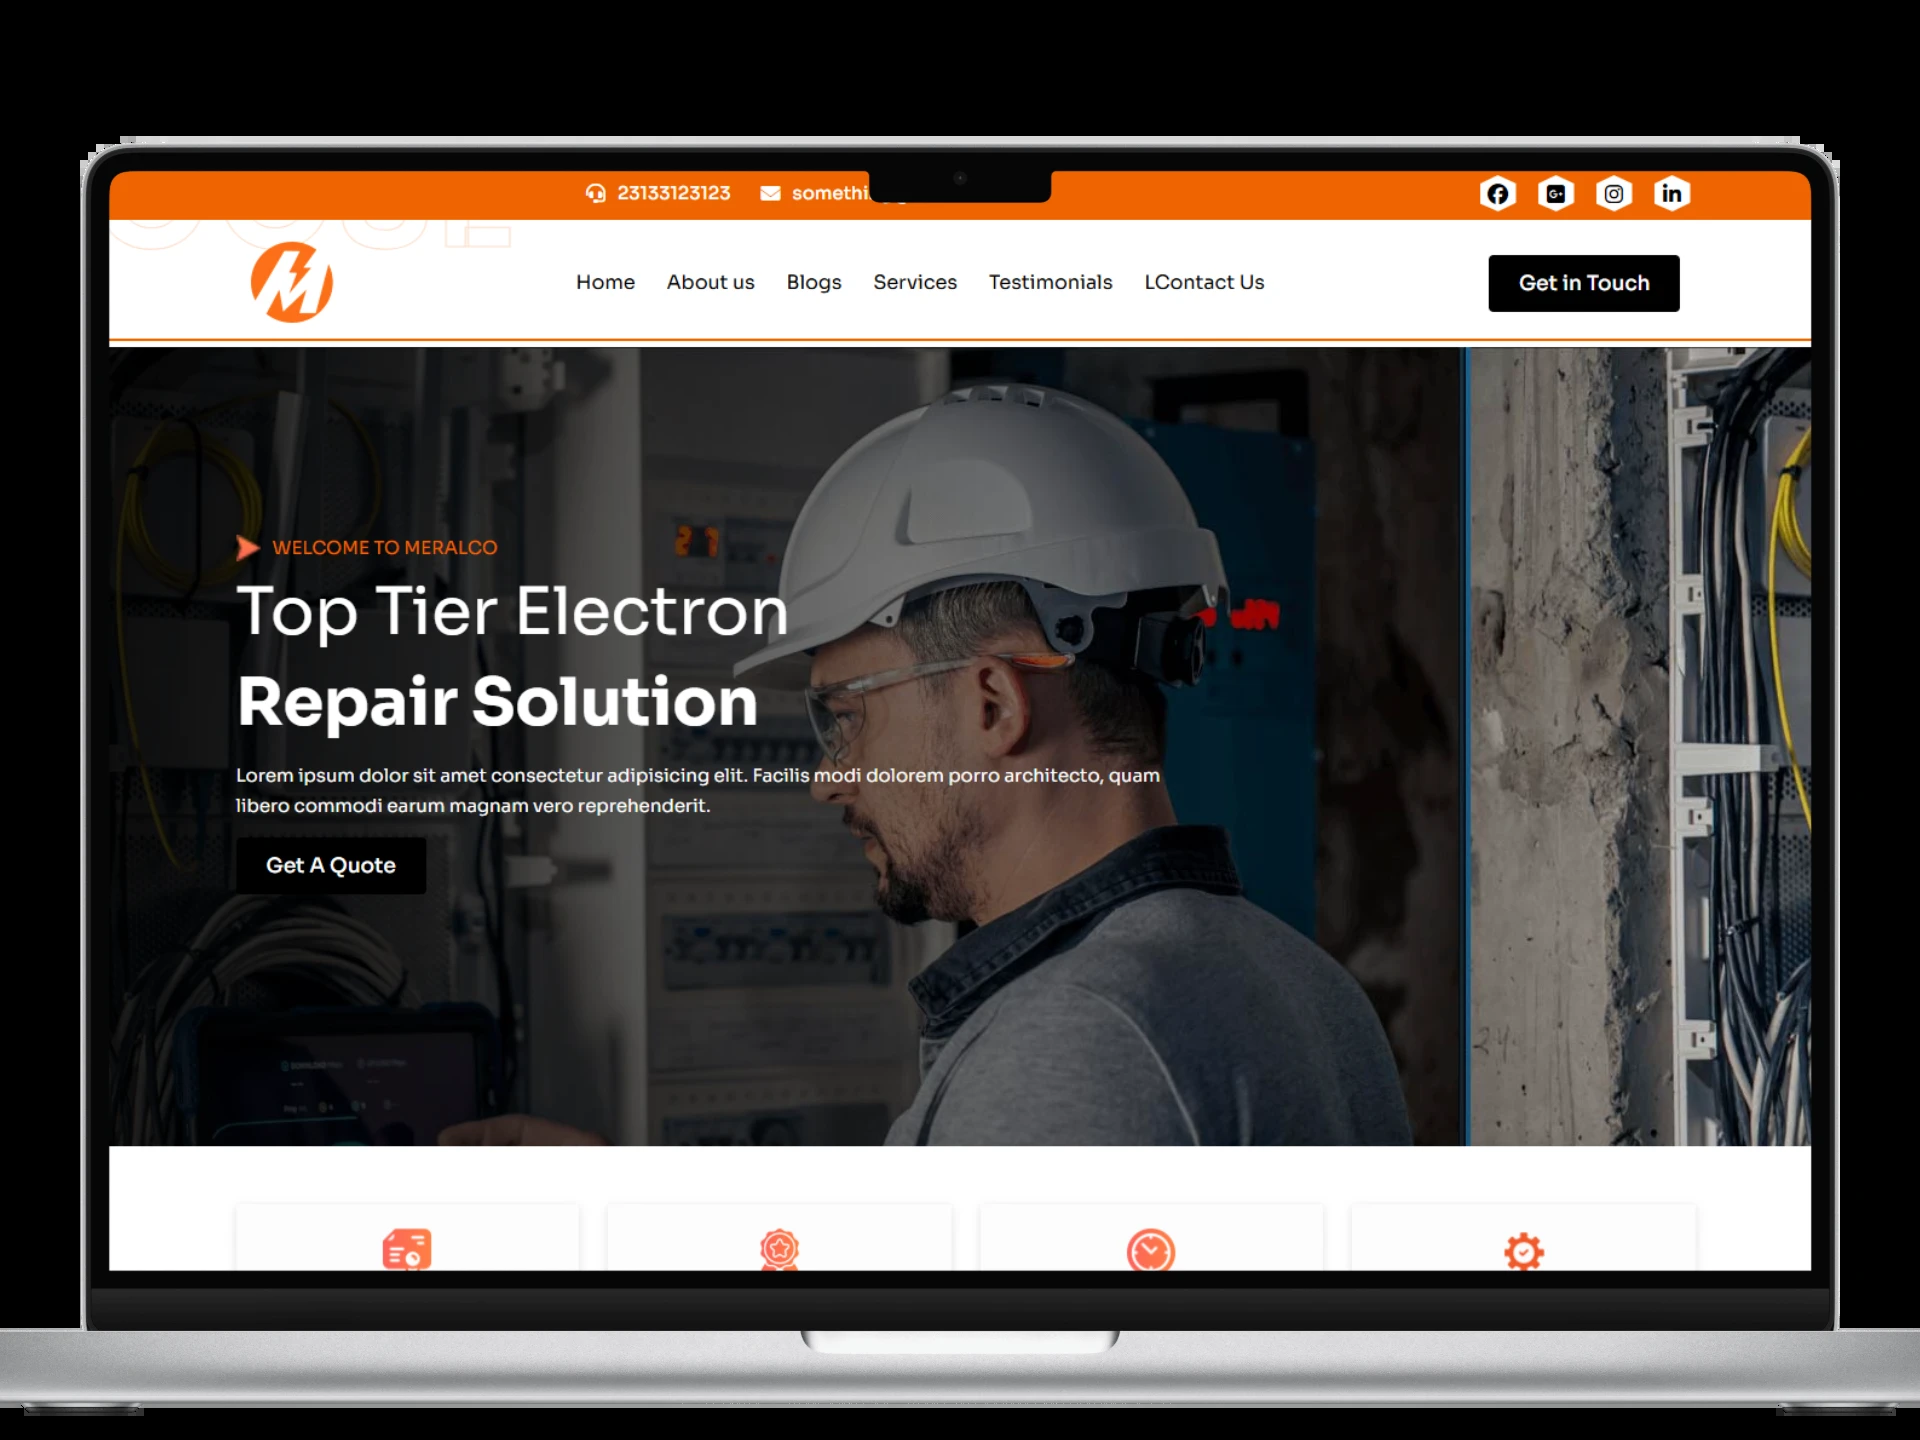 23133123123
Home
About us
Blogs
Services
Testimonials
LContact Us
Get in Touch
WELCOME TO MERALCO
Top Tier Electron
Repair Solution
Lorem ipsum dolor sit amet consectetur adipisicing elit. Facilis modi dolorem porro architecto, quam
libero commodi earum magnam vero reprehenderit.
Get A Quote